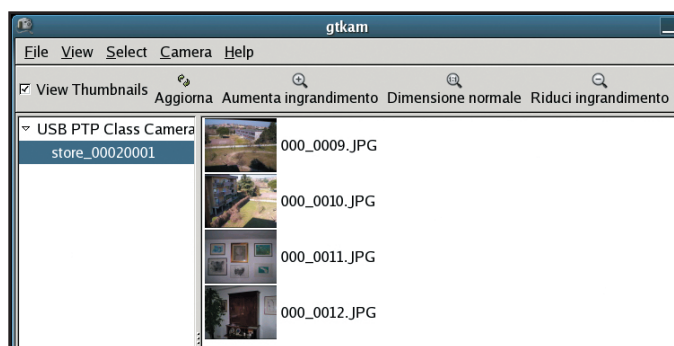 gtkam
File View Select Camera Help
View Thumbnails Aggiorna Aumenta ingrandimento Dimensione normale Riduci ingrandimento
USB PTP Class Camera
store_00020001
000_0009.JPG
000_0010.JPG
000_0011.JPG
000_0012.JPG